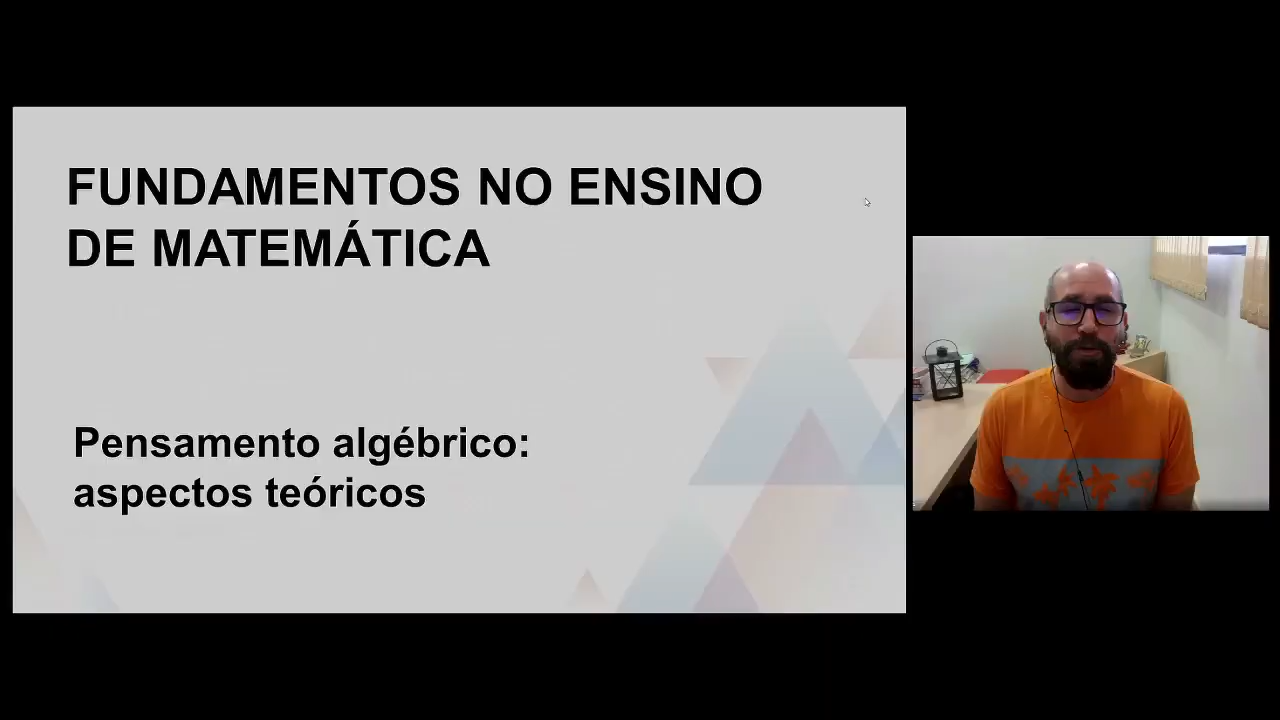 FUNDAMENTOS NO ENSINO
DE MATEMÁTICA
Pensamento algébrico:
aspectos teóricos